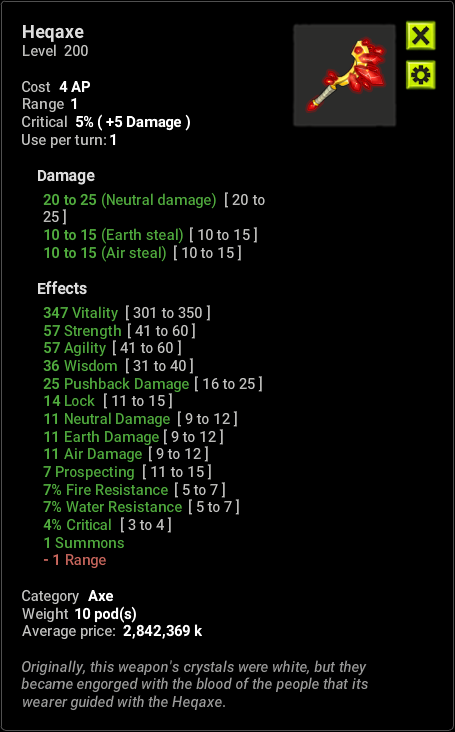 Heqaxe
Level 200
Cost 4 AP
Range 1
Critical 5% ( +5 Damage )
Use per turn: 1
Damage
20 to 25 (Neutral damage) [ 20 to
25 ]
10 to 15 (Earth steal) [ 10 to 15 ]
10 to 15 (Air steal) [ 10 to 15 ]
Effects
347 Vitality [ 301 to 350 ]
57 Strength [ 41 to 60 ]
57 Agility [ 41 to 60 ]
36 Wisdom [ 31 to 40 ]
25 Pushback Damage [ 16 to 25 ]
14 Lock [ 11 to 15 ]
11 Neutral Damage [ 9 to 12 ]
11 Earth Damage [ 9 to 12 ]
11 Air Damage [ 9 to 12 ]
7 Prospecting [ 11 to 15 ]
7% Fire Resistance [ 5 to 7 ]
7% Water Resistance [ 5 to 7 ]
4% Critical [ 3 to 4 ]
1 Summons
- 1 Range
Category Axe
Weight 10 pod(s)
Average price: 2,842,369 k
Originally, this weapon's crystals were white, but they
became engorged with the blood of the people that its
wearer guided with the Heqaxe.